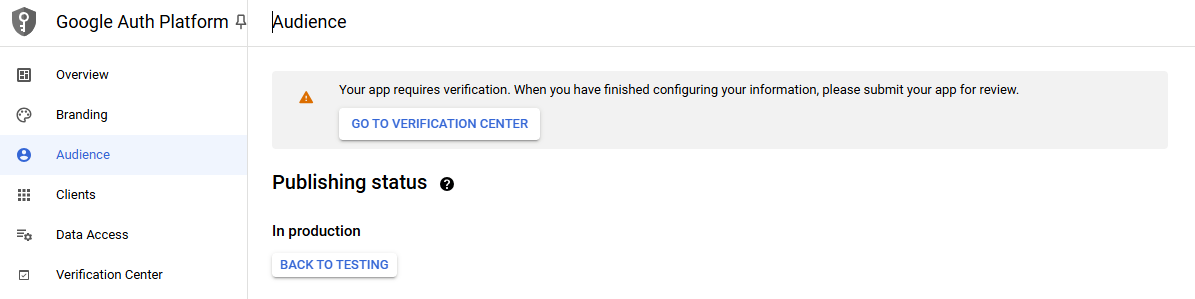 Google Auth Platform
Audience
Overview
Branding
Audience
Clients
Data Access
Verification Center
Your app requires verification. When you have finished configuring your information, please submit your app for review.
GO TO VERIFICATION CENTER
Publishing status
In production
BACK TO TESTING